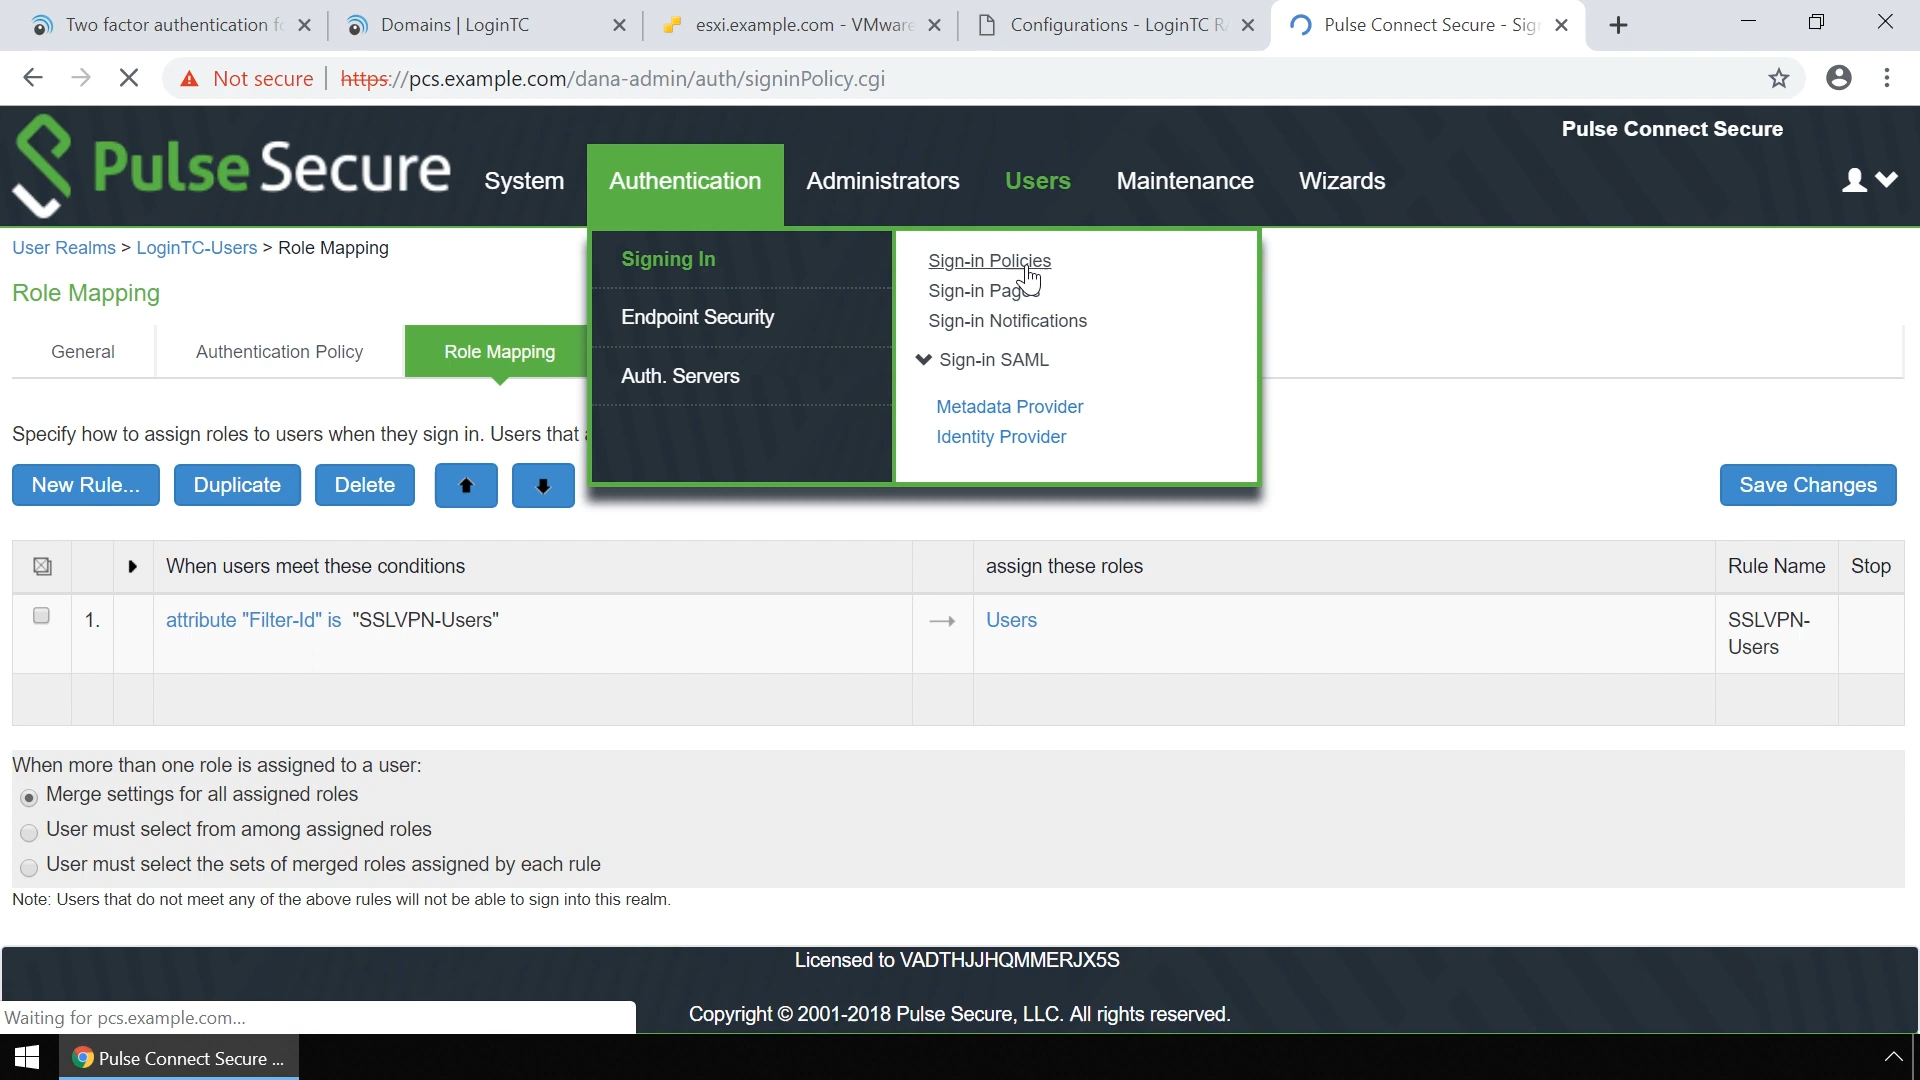 Two factor authentication f
Domains | LoginTC
esxi.example.com - VMware
Configurations - LoginTC R
Pulse Connect Secure - Sig
Not secure
https://pcs.example.com/dana-admin/auth/signinPolicy.cgi
Pulse Secure
Pulse Connect Secure
System
Authentication
Administrators
Users
Maintenance
Wizards
User Realms > LoginTC-Users > Role Mapping
Role Mapping
General
Authentication Policy
Role Mapping
Signing In
Endpoint Security
Auth. Servers
Sign-in Policies
Sign-in Pages
Sign-in Notifications
Sign-in SAML
Metadata Provider
Identity Provider
Specify how to assign roles to users when they sign in. Users that
New Rule...
Duplicate
Delete
Save Changes
When users meet these conditions
assign these roles
Rule Name
Stop
1.
attribute "Filter-Id" is "SSLVPN-Users"
Users
SSLVPN-
Users
When more than one role is assigned to a user:
Merge settings for all assigned roles
User must select from among assigned roles
User must select the sets of merged roles assigned by each rule
Note: Users that do not meet any of the above rules will not be able to sign into this realm.
Licensed to VADTHJJHQMMERJX5S
Copyright © 2001-2018 Pulse Secure, LLC. All rights reserved.
Waiting for pcs.example.com...
Pulse Connect Secure ...